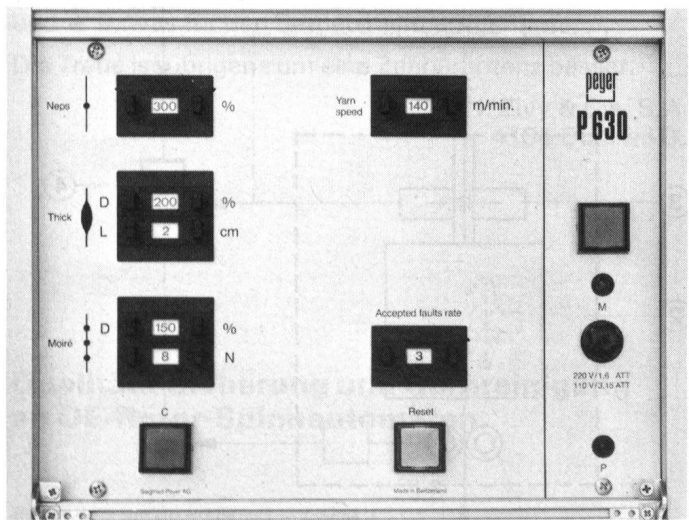 Neps
300
%
Yarn speed
140
m/min.
peyer
P 630
Thick
D
200
%
L
2
cm
Moiré
D
150
%
8
N
Accepted faults rate
3
M
220 V/1,6 ATT
110 V/3,15 ATT
C
Reset
P
Siegfried Peyer AG
Made in Switzerland